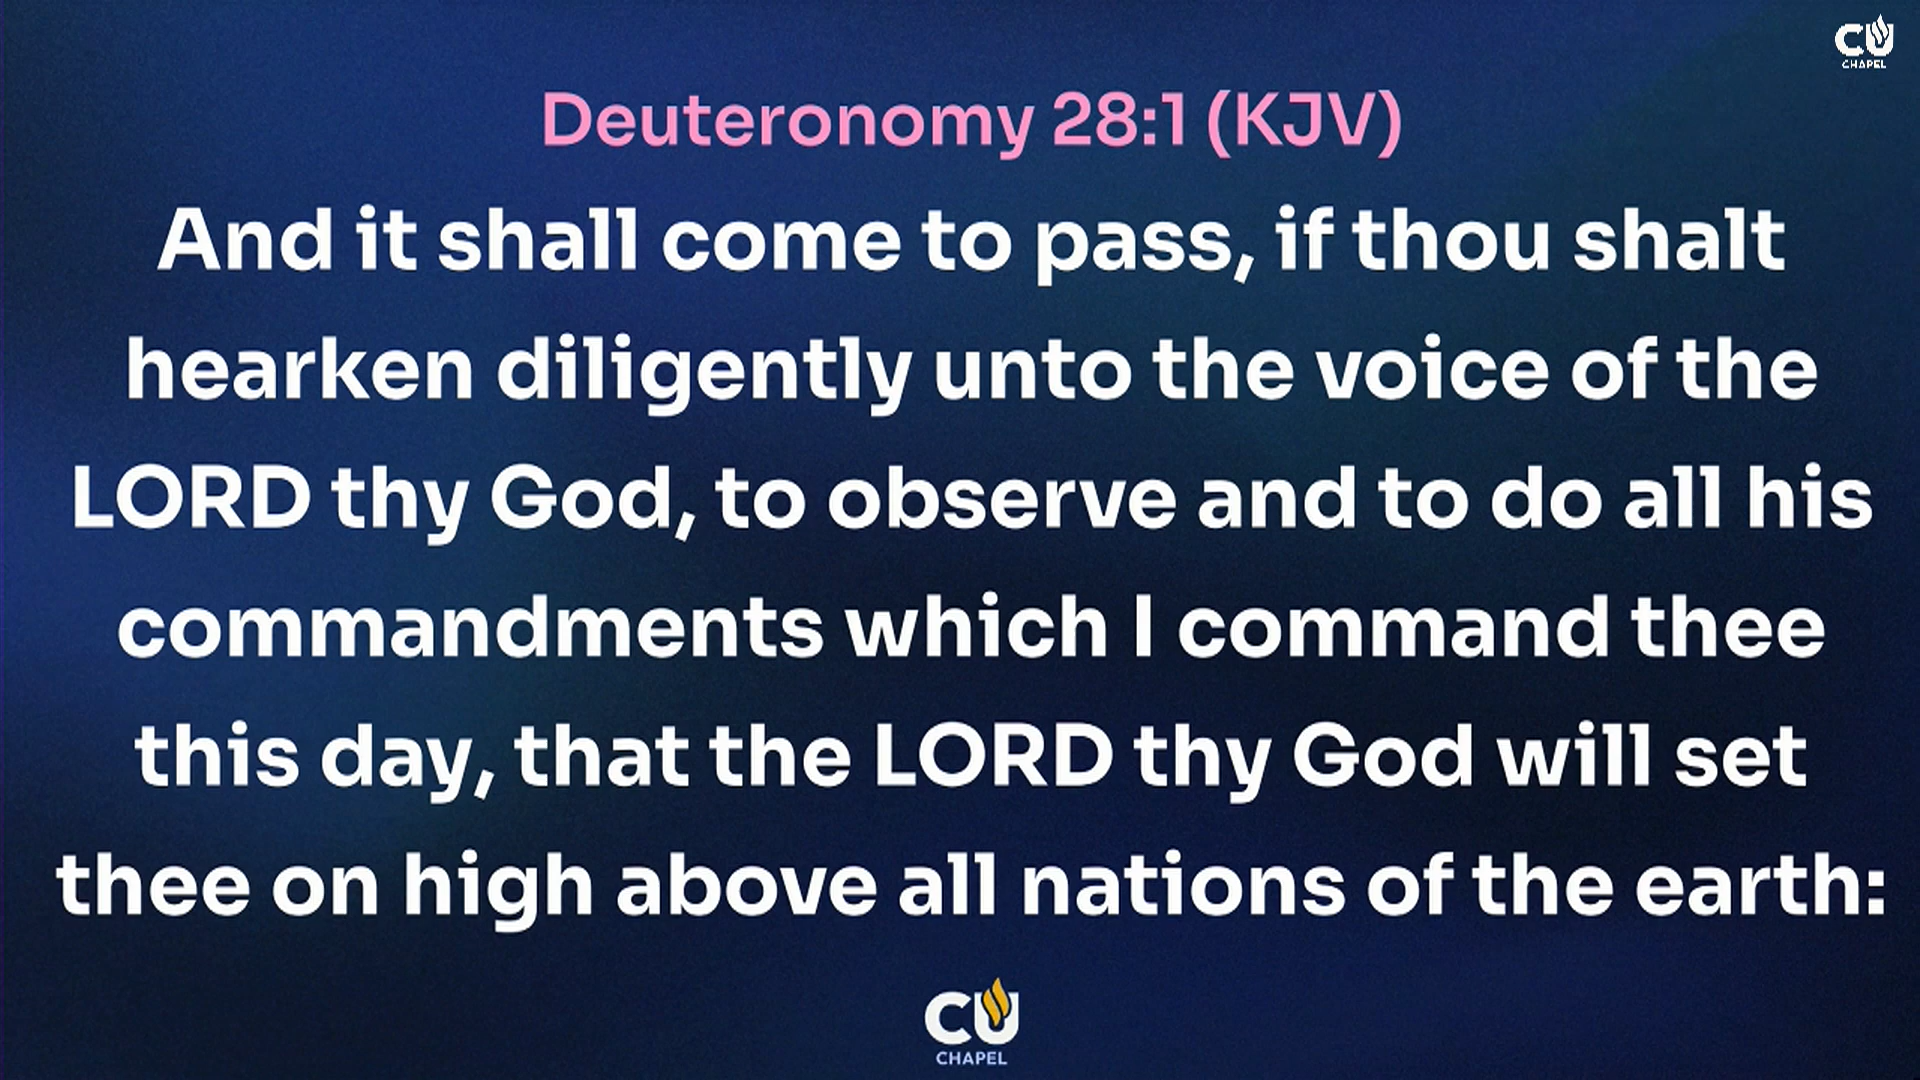 CU
CHAPEL
Deuteronomy 28:1 (KJV)
And it shall come to pass, if thou shalt
hearken diligently unto the voice of the
LORD thy God, to observe and to do all his
commandments which I command thee
this day, that the LORD thy God will set
thee on high above all nations of the earth:
CU
CHAPEL